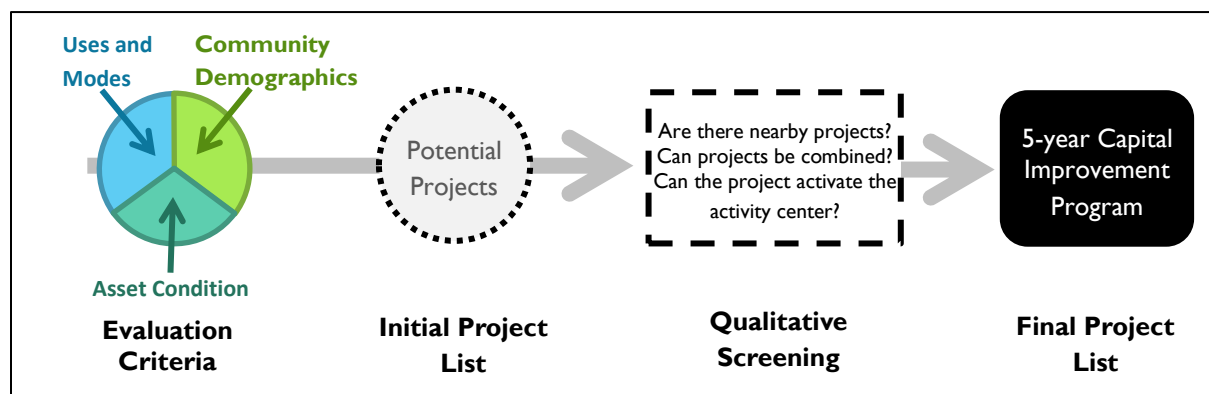 Uses and
Modes
Community
Demographics
Asset Condition
Evaluation
Criteria
Potential
Projects
Initial Project
List
Are there nearby projects?
Can projects be combined?
Can the project activate the
activity center?
Qualitative
Screening
5-year Capital
Improvement
Program
Final Project
List